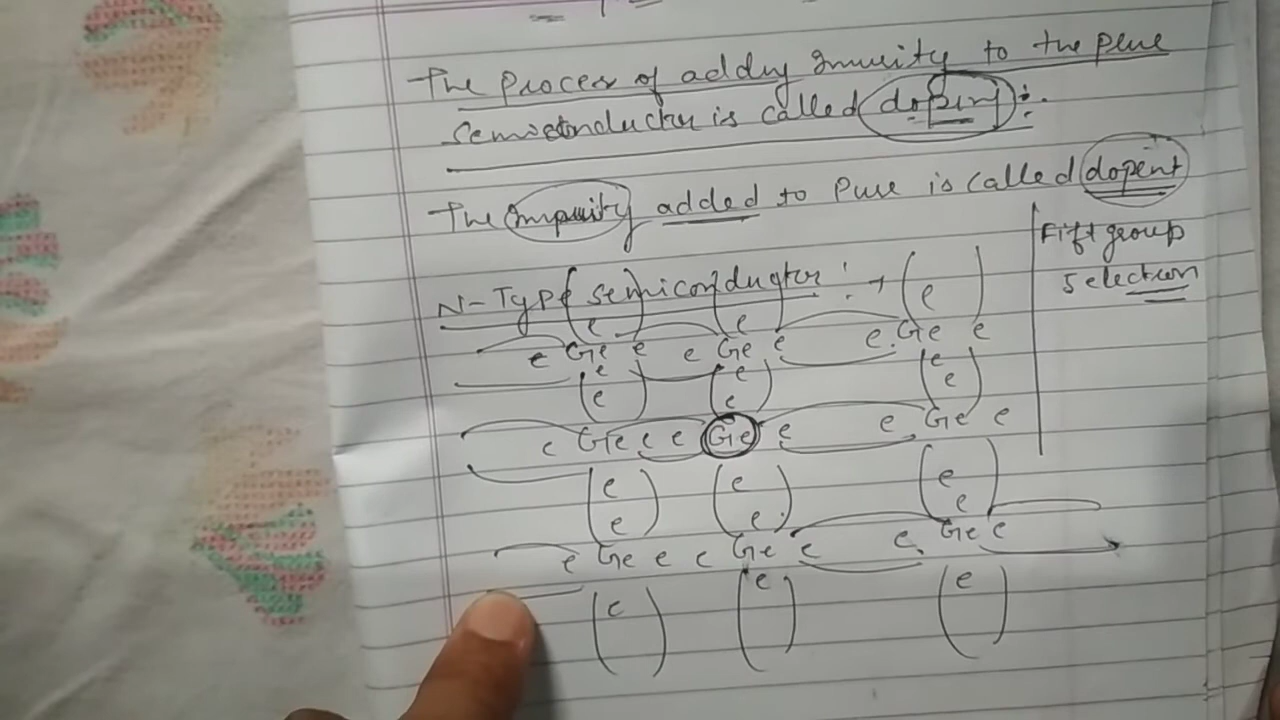 The Process of adding impurity to the pure
semiconductor is called doping :.
The impurity added to Pure is called dopent
Fift group
5 electron
N-Type semiconductor : →
e e e
e Ge e e Ge e e Ge e
e e e
e e e
e Ge e e Ge e e Ge e
e e e
e e e
e Ge e e Ge e e Ge e
e e e